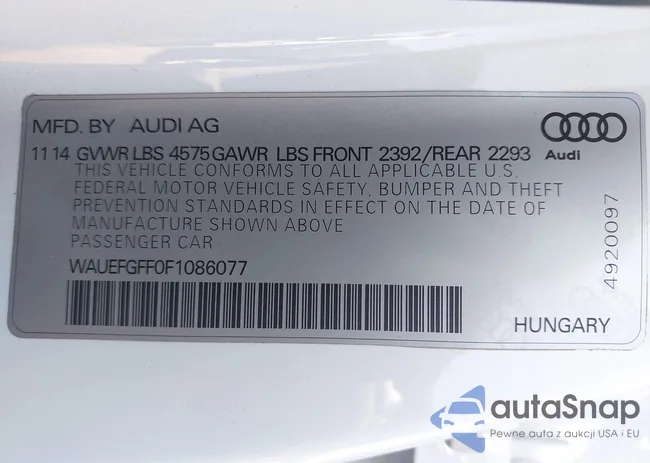 MFD. BY AUDI AG
11 14 GVWR LBS 4575 GAWR LBS FRONT 2392/REAR 2293 Audi
THIS VEHICLE CONFORMS TO ALL APPLICABLE U.S.
FEDERAL MOTOR VEHICLE SAFETY, BUMPER AND THEFT
PREVENTION STANDARDS IN EFFECT ON THE DATE OF
MANUFACTURE SHOWN ABOVE
PASSENGER CAR
WAUEFGFF0F1086077
4920097
HUNGARY
autaSnap
Pewne auta z aukcji USA i EU